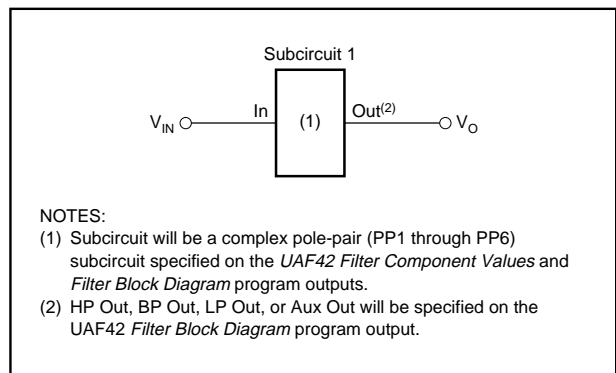 Subcircuit 1
V_IN In (1) Out(2) V_O
NOTES:
(1) Subcircuit will be a complex pole-pair (PP1 through PP6)
subcircuit specified on the UAF42 Filter Component Values and
Filter Block Diagram program outputs.
(2) HP Out, BP Out, LP Out, or Aux Out will be specified on the
UAF42 Filter Block Diagram program output.